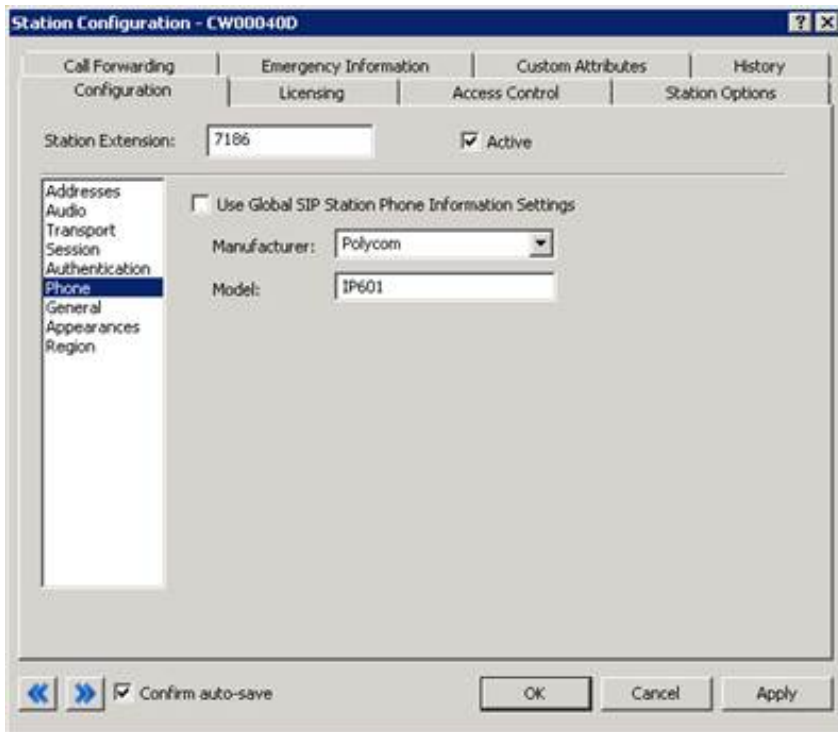 Station Configuration - CW00040D
Call Forwarding Emergency Information Custom Attributes History
Configuration Licensing Access Control Station Options
Station Extension: 7186 Active
Addresses
Audio
Transport
Session
Authentication
Phone
General
Appearances
Region
Use Global SIP Station Phone Information Settings
Manufacturer: Polycom
Model: IP601
Confirm auto-save OK Cancel Apply